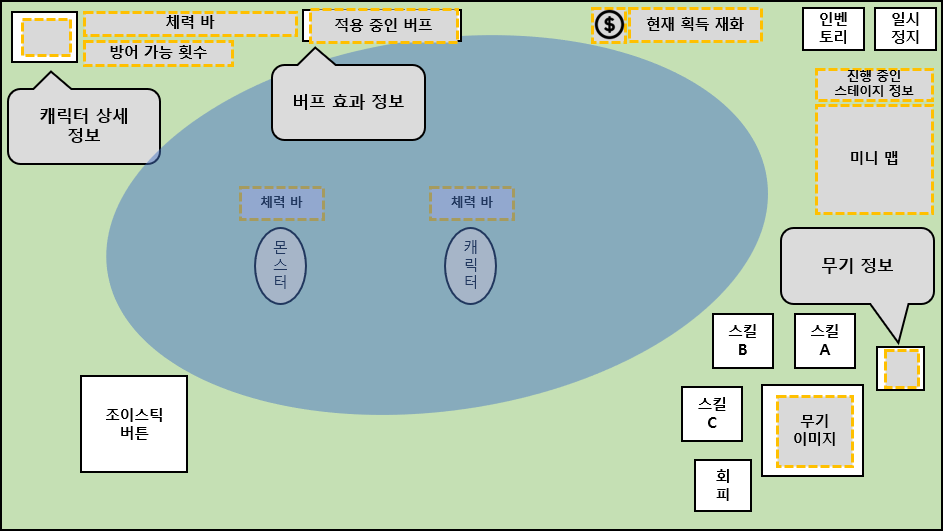 체력 바
방어 가능 횟수
적용 중인 버프
$
현재 획득 재화
인벤
토리
일시
정지
캐릭터 상세
정보
버프 효과 정보
진행 중인
스테이지 정보
미니 맵
체력 바
체력 바
몬
스
터
캐
릭
터
무기 정보
스킬
B
스킬
A
스킬
C
무기
이미지
조이스틱
버튼
회
피